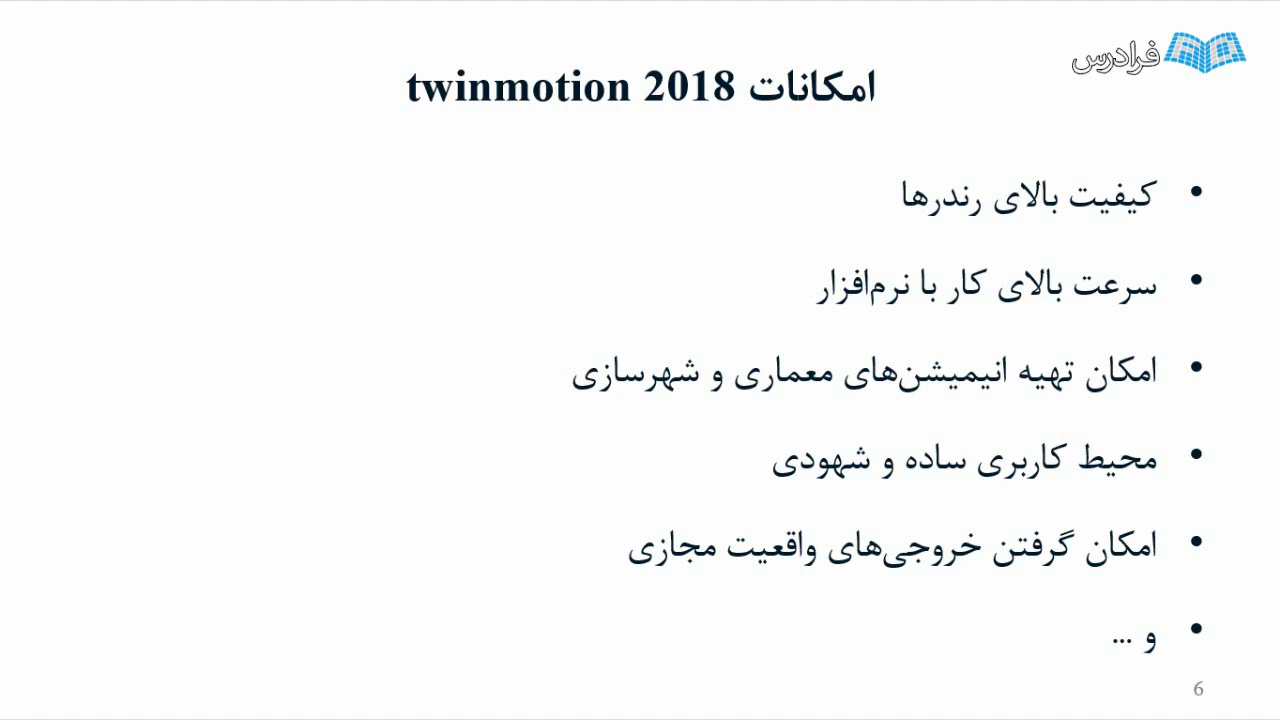 فرادرس
امکانات twinmotion 2018
• کیفیت بالای رندرها
• سرعت بالای کار با نرم‌افزار
• امکان تهیه انیمیشن‌های معماری و شهرسازی
• محیط کاربری ساده و شهودی
• امکان گرفتن خروجی‌های واقعیت مجازی
• و ...
6